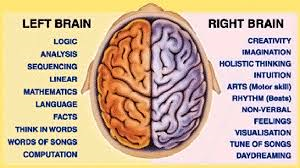 LEFT BRAIN
LOGIC
ANALYSIS
SEQUENCING
LINEAR
MATHEMATICS
LANGUAGE
FACTS
THINK IN WORDS
WORDS OF SONGS
COMPUTATION
RIGHT BRAIN
CREATIVITY
IMAGINATION
HOLISTIC THINKING
INTUITION
ARTS (Motor skill)
RHYTHM (Beats)
NON-VERBAL
FEELINGS
VISUALISATION
TUNE OF SONGS
DAYDREAMING